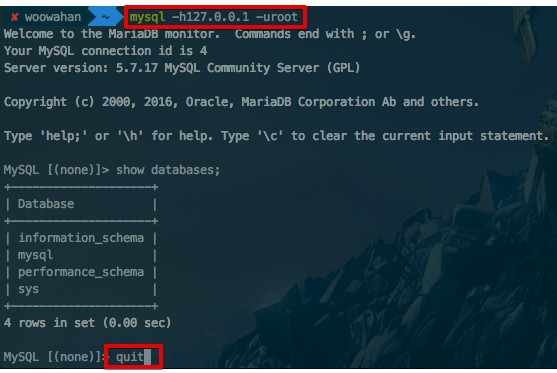 ✘ woowahan ~ mysql -h127.0.0.1 -uroot
Welcome to the MariaDB monitor.  Commands end with ; or \g.
Your MySQL connection id is 4
Server version: 5.7.17 MySQL Community Server (GPL)
Copyright (c) 2000, 2016, Oracle, MariaDB Corporation Ab and others.
Type 'help;' or '\h' for help. Type '\c' to clear the current input statement.
MySQL [(none)]> show databases;
+--------------------+
| Database           |
+--------------------+
| information_schema |
| mysql              |
| performance_schema |
| sys                |
+--------------------+
4 rows in set (0.00 sec)
MySQL [(none)]> quit